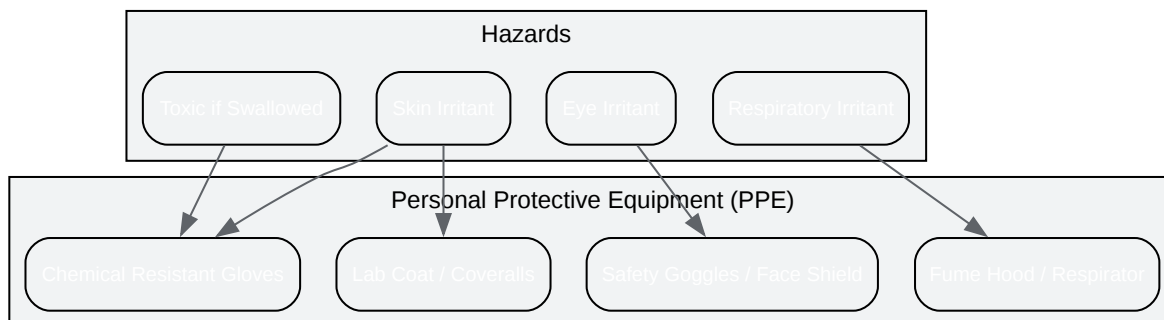 Hazards
Toxic if Swallowed
Skin Irritant
Eye Irritant
Respiratory Irritant
Personal Protective Equipment (PPE)
Chemical Resistant Gloves
Lab Coat / Coveralls
Safety Goggles / Face Shield
Fume Hood / Respirator